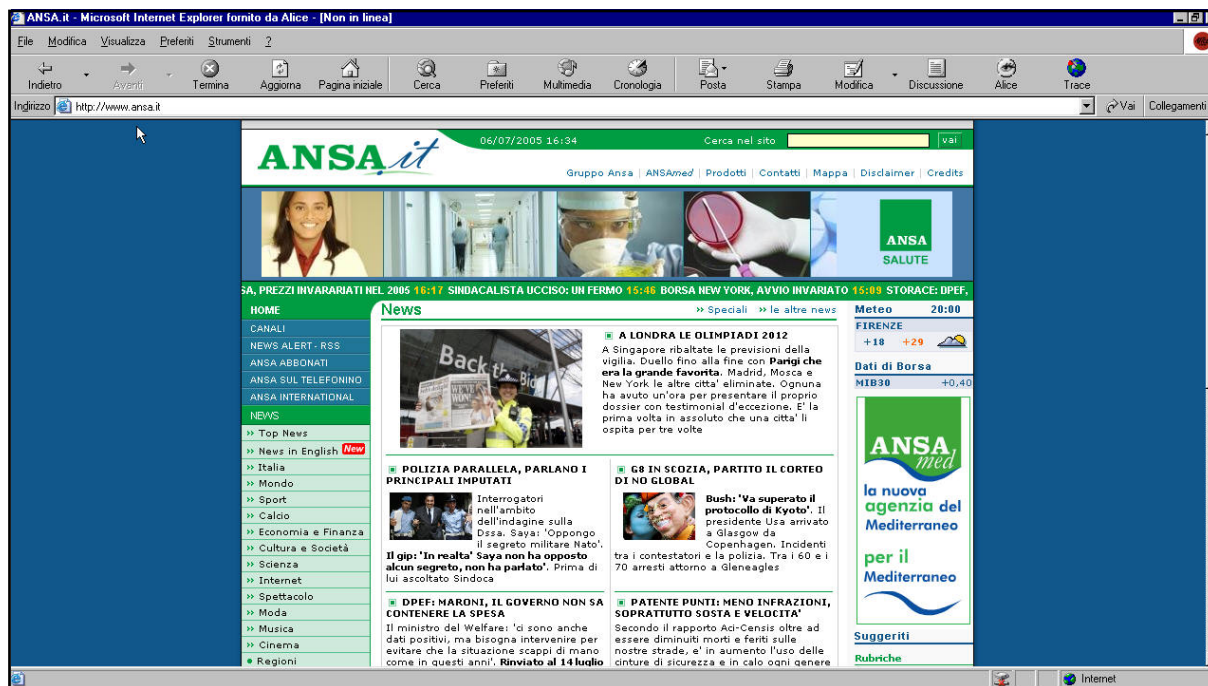 ANSA.it - Microsoft Internet Explorer fornito da Alice - [Non in linea]
File Modifica Visualizza Preferiti Strumenti ?
Indietro Avanti Termina Aggiorna Pagina iniziale Cerca Preferiti Multimedia Cronologia Posta Stampa Modifica Discussione Alice Trace
Indirizzo http://www.ansa.it Vai Collegamenti
ANSA.it
06/07/2005 16:34 Cerca nel sito vai
Gruppo Ansa | ANSAmed | Prodotti | Contatti | Mappa | Disclaimer | Credits
ANSA
SALUTE
SA, PREZZI INVARARIATI NEL 2005 16:17 SINDACALISTA UCCISO: UN FERMO 15:46 BORSA NEW YORK, AVVIO INVARIATO 15:09 STORACE: DPEF,
HOME
CANALI
NEWS ALERT - RSS
ANSA ABBONATI
ANSA SUL TELEFONINO
ANSA INTERNATIONAL
NEWS
» Top News
» News in English New
» Italia
» Mondo
» Sport
» Calcio
» Economia e Finanza
» Cultura e Società
» Scienza
» Internet
» Spettacolo
» Moda
» Musica
» Cinema
Regioni
News
» Speciali » le altre news
Back the Bid
A LONDRA LE OLIMPIADI 2012
A Singapore ribaltate le previsioni della
vigilia. Duello fino alla fine con Parigi che
era la grande favorita. Madrid, Mosca e
New York le altre citta' eliminate. Ognuna
ha avuto un'ora per presentare il proprio
dossier con testimonial d'eccezione. E' la
prima volta in assoluto che una citta' li
ospita per tre volte
POLIZIA PARALLELA, PARLANO I
PRINCIPALI IMPUTATI
Interrogatori
nell'ambito
dell'indagine sulla
Dssa. Saya: 'Oppongo
il segreto militare Nato'.
Il gip: 'In realta' Saya non ha opposto
alcun segreto, non ha parlato'. Prima di
lui ascoltato Sindoca
G8 IN SCOZIA, PARTITO IL CORTEO
DI NO GLOBAL
Bush: 'Va superato il
protocollo di Kyoto'. Il
presidente Usa arrivato
a Glasgow da
Copenhagen. Incidenti
tra i contestatori e la polizia. Tra i 60 e i
70 arresti attorno a Gleneagles
DPEF: MARONI, IL GOVERNO NON SA
CONTENERE LA SPESA
Il ministro del Welfare: 'ci sono anche
dati positivi, ma bisogna intervenire per
evitare che la situazione scappi di mano
come in questi anni'. Rinviato al 14 luglio
PATENTE PUNTI: MENO INFRAZIONI,
SOPRATTUTTO SOSTA E VELOCITA'
Secondo il rapporto Aci-Censis oltre ad
essere diminuiti morti e feriti sulle
nostre strade, e' in aumento l'uso delle
cinture di sicurezza e in calo ogni genere
Meteo 20:00
FIRENZE
+18 +29
Dati di Borsa
MIB30 +0,40
ANSA
med
la nuova
agenzia del
Mediterraneo
per il
Mediterraneo
Suggeriti
Rubriche
Internet